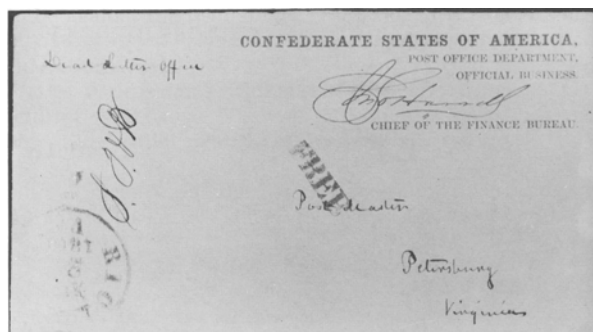 CONFEDERATE STATES OF AMERICA,
POST OFFICE DEPARTMENT,
OFFICIAL BUSINESS.
Dead Letter Office
CHIEF OF THE FINANCE BUREAU
FREE
Post Master
Petersburg
Virginia
RIC